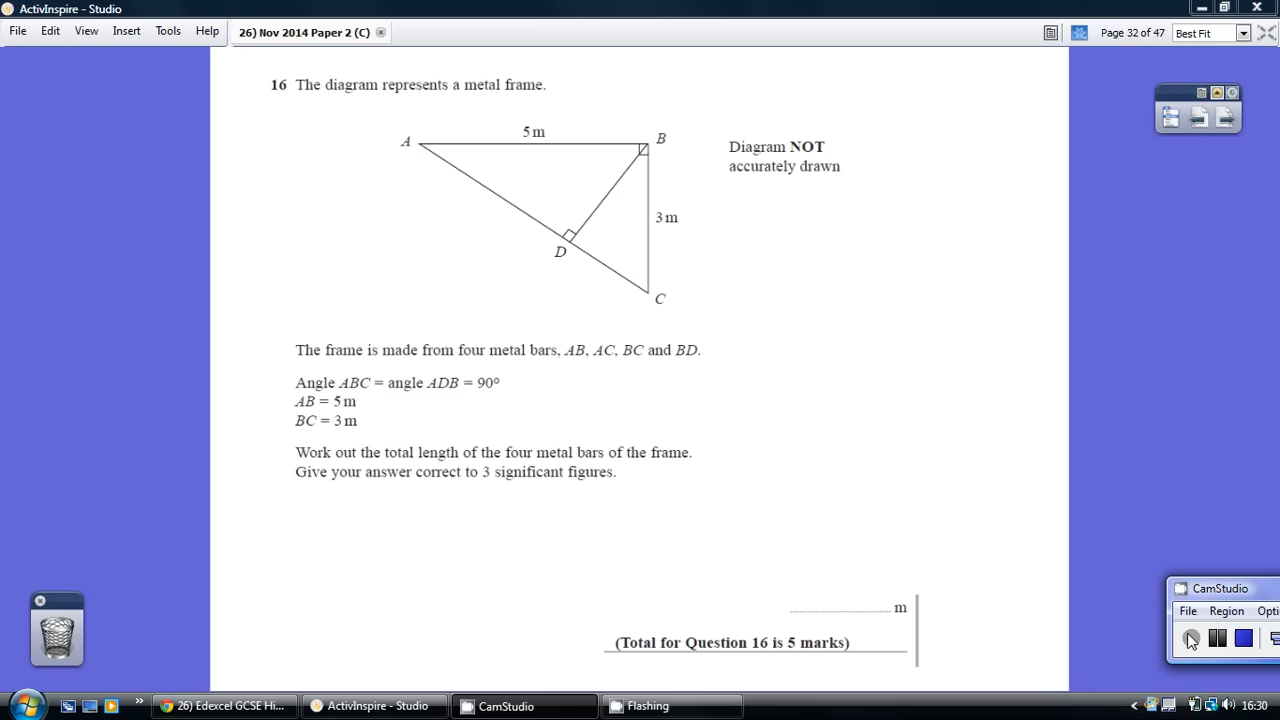 ActivInspire - Studio
File Edit View Insert Tools Help
26) Nov 2014 Paper 2 (C)
Page 32 of 47
Best Fit
16 The diagram represents a metal frame.
A
5 m
B
Diagram NOT
accurately drawn
3 m
D
C
The frame is made from four metal bars, AB, AC, BC and BD.
Angle ABC = angle ADB = 90°
AB = 5 m
BC = 3 m
Work out the total length of the four metal bars of the frame.
Give your answer correct to 3 significant figures.
m
(Total for Question 16 is 5 marks)
CamStudio
File Region Opti
26) Edexcel GCSE Hi...
ActivInspire - Studio
CamStudio
Flashing
16:30